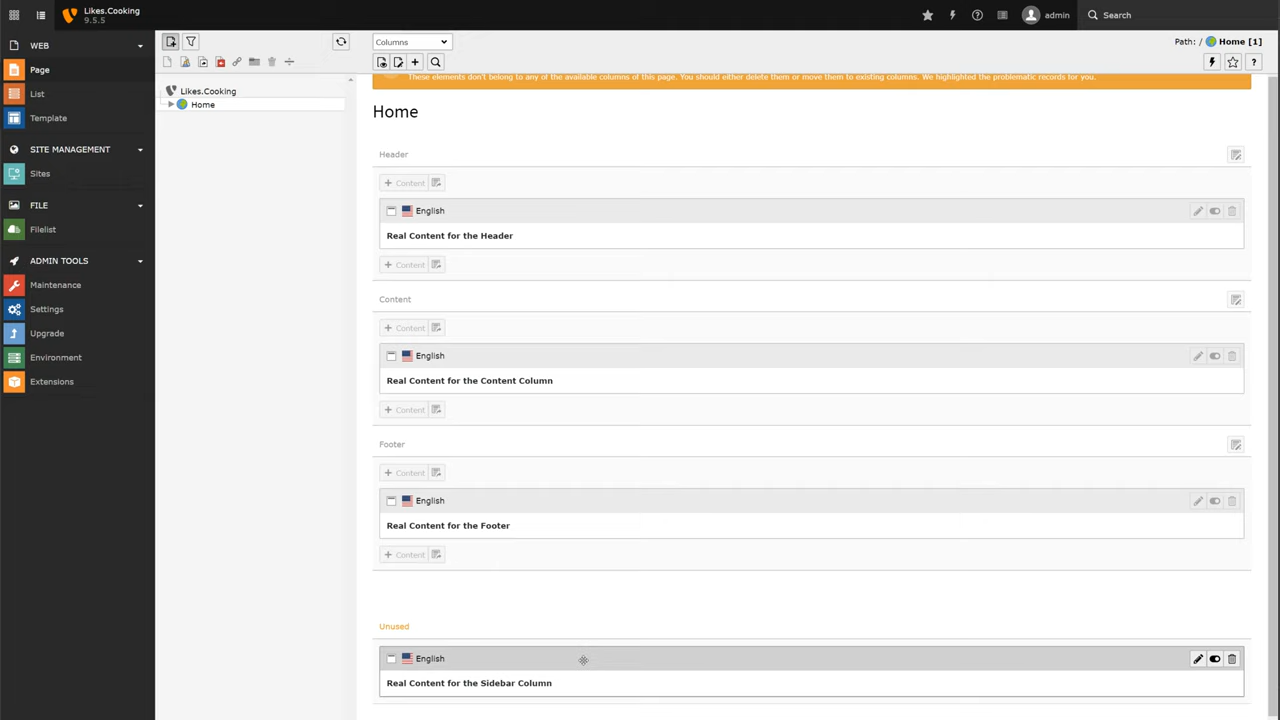 Likes.Cooking
9.5.5
admin
Search
WEB
Page
List
Template
SITE MANAGEMENT
Sites
FILE
Filelist
ADMIN TOOLS
Maintenance
Settings
Upgrade
Environment
Extensions
Likes.Cooking
Home
Columns
Path: / Home [1]
These elements don't belong to any of the available columns of this page. You should either delete them or move them to existing columns. We highlighted the problematic records for you.
Home
Header
+ Content
English
Real Content for the Header
+ Content
Content
+ Content
English
Real Content for the Content Column
+ Content
Footer
+ Content
English
Real Content for the Footer
+ Content
Unused
English
Real Content for the Sidebar Column